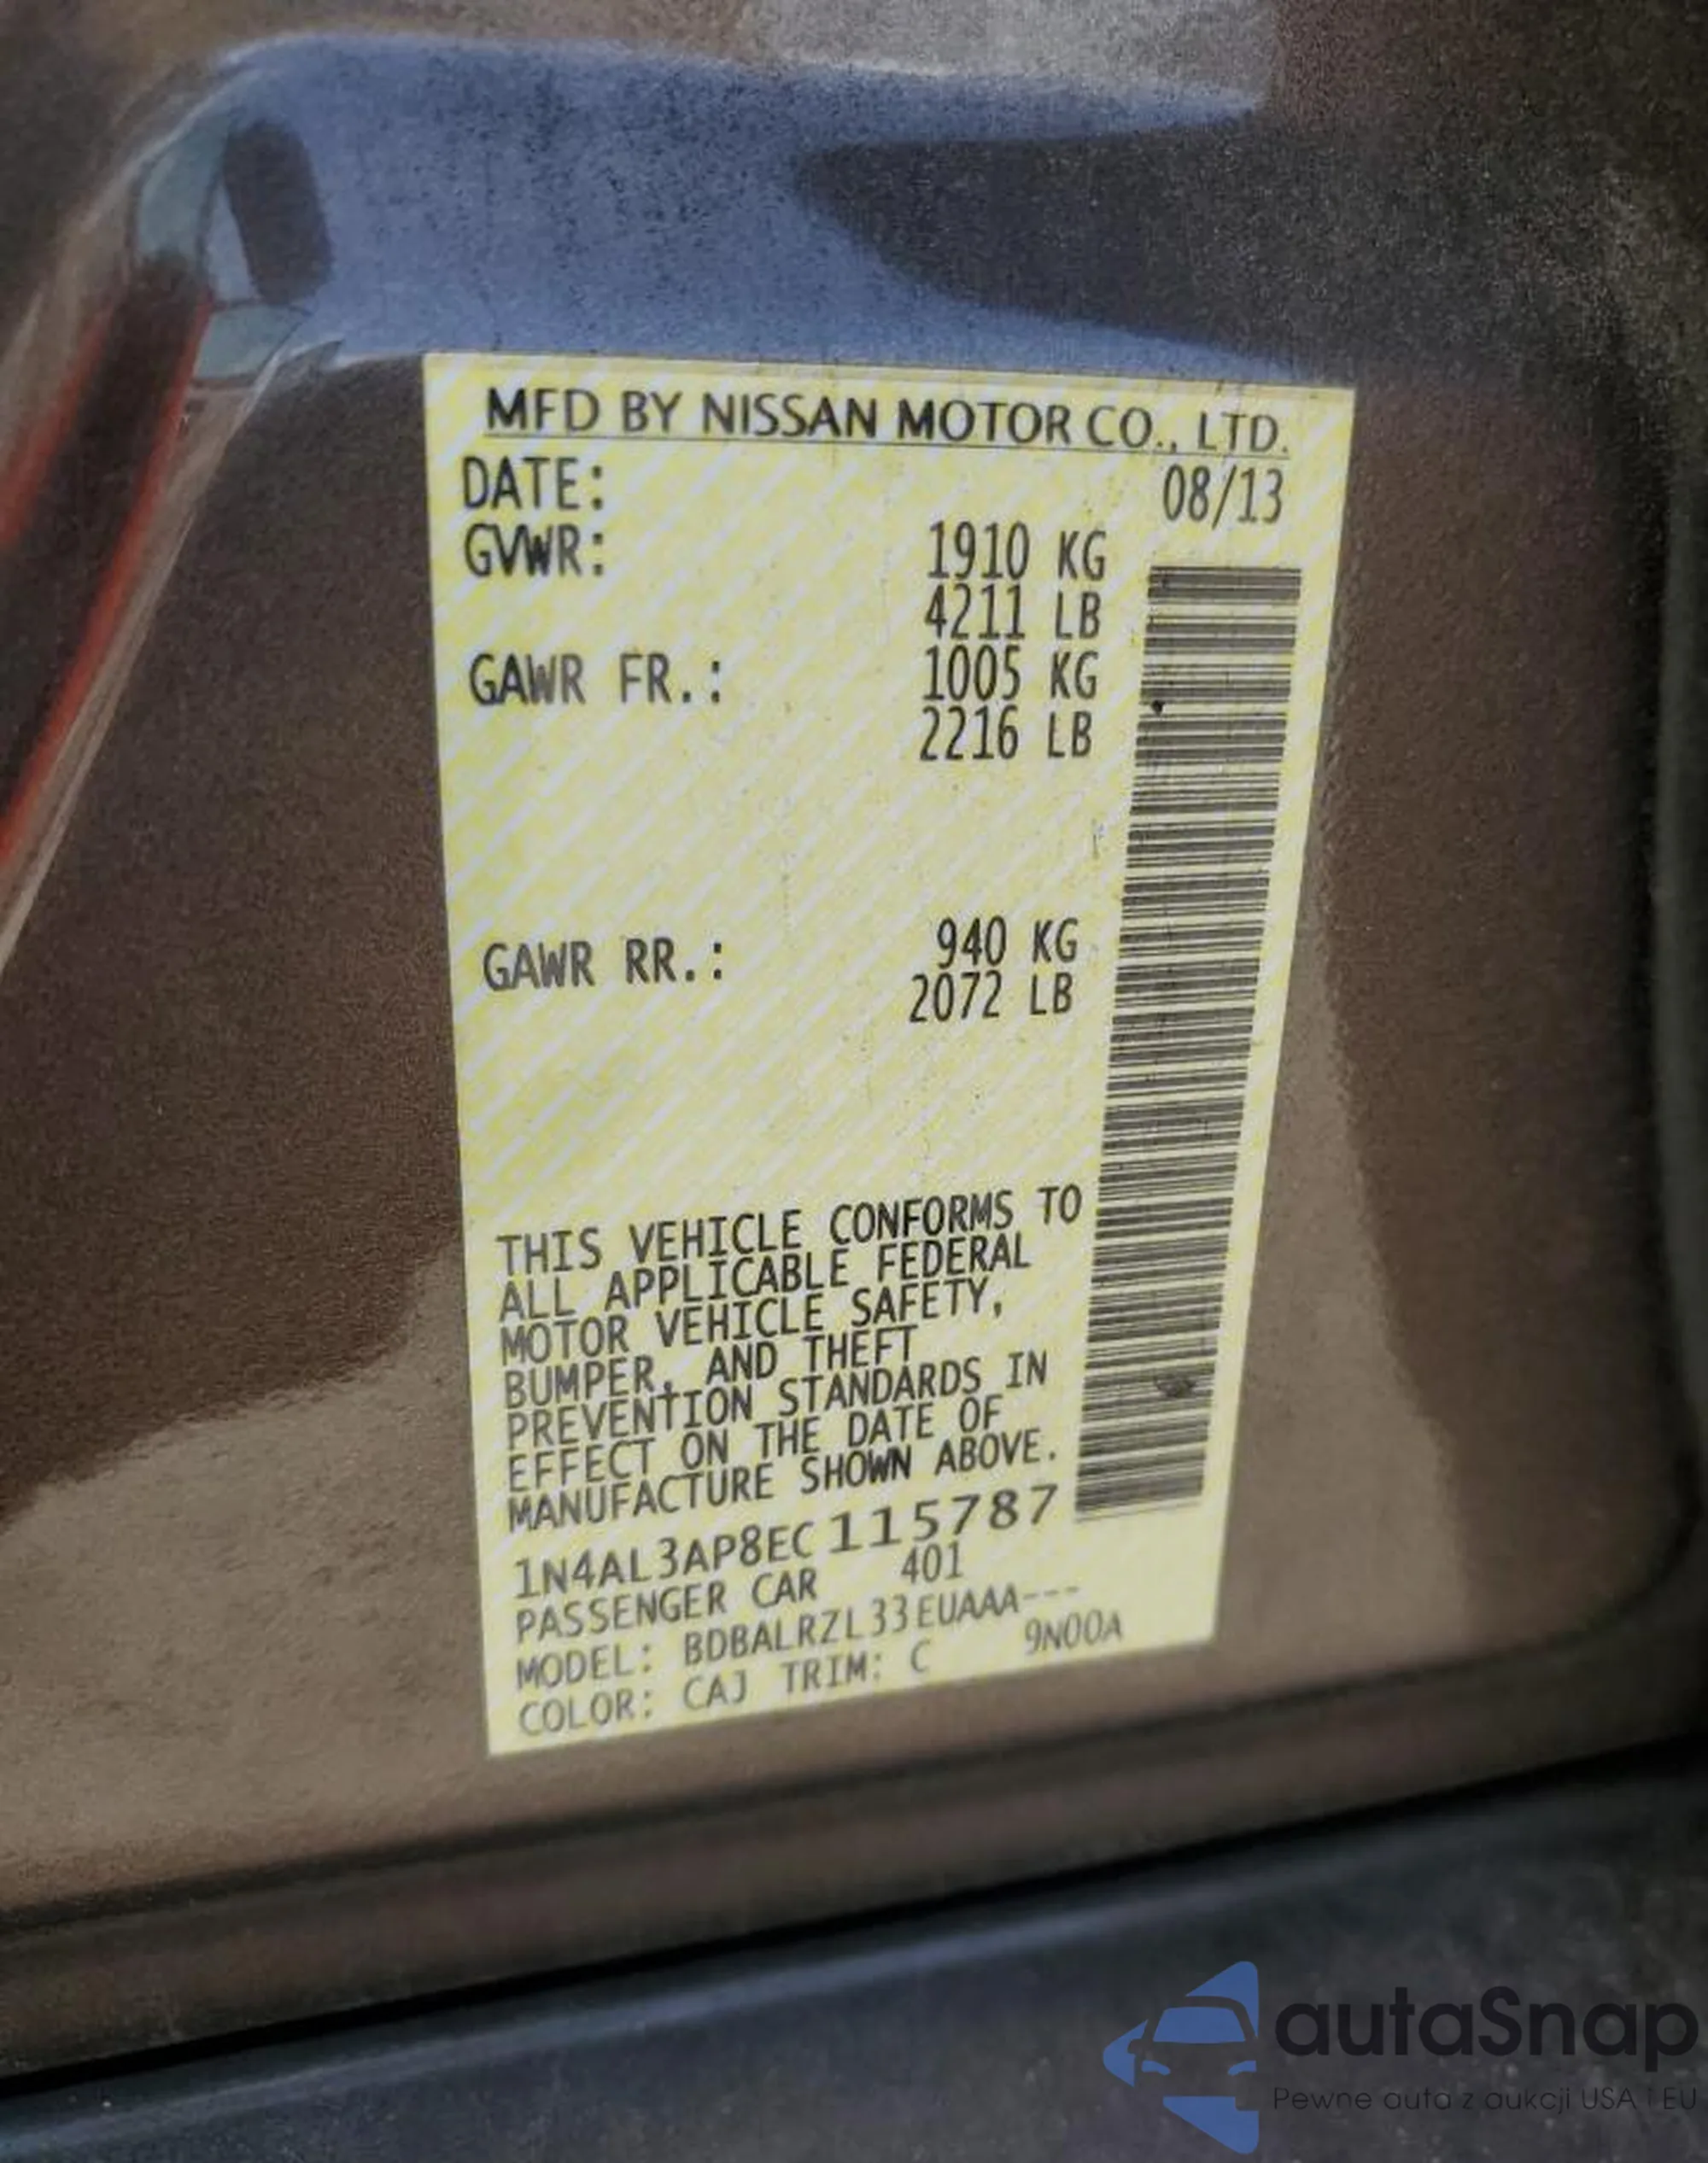 MFD BY NISSAN MOTOR CO., LTD.
DATE: 08/13
GVWR: 1910 KG
4211 LB
GAWR FR.: 1005 KG
2216 LB
GAWR RR.: 940 KG
2072 LB
THIS VEHICLE CONFORMS TO
ALL APPLICABLE FEDERAL
MOTOR VEHICLE SAFETY,
BUMPER, AND THEFT
PREVENTION STANDARDS IN
EFFECT ON THE DATE OF
MANUFACTURE SHOWN ABOVE.
1N4AL3AP8EC115787
PASSENGER CAR 401
MODEL: BDBALRZL33EUAAA---
COLOR: CAJ TRIM: C 9N00A
autaSnap
Pewne auta z aukcji USA i EU